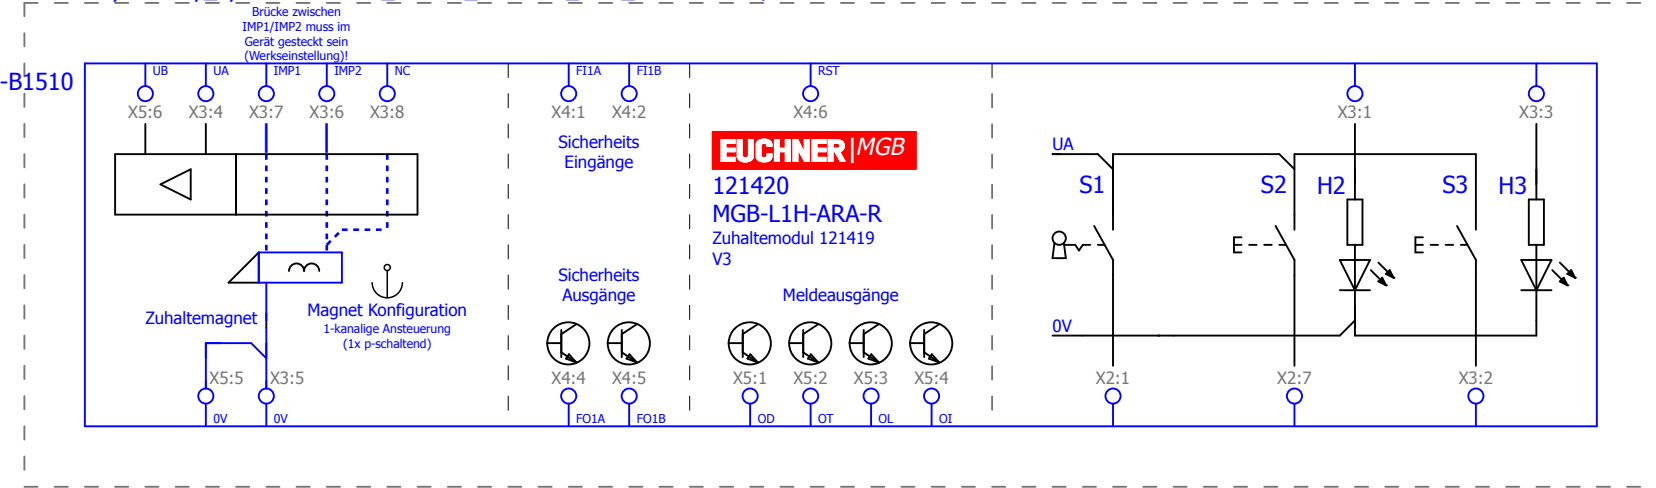 Brücke zwischen
IMP1/IMP2 muss im
Gerät gesteckt sein
(Werkseinstellung)!
-B1510
UB UA IMP1 IMP2 NC FI1A FI1B RST
X5:6 X3:4 X3:7 X3:6 X3:8 X4:1 X4:2 X4:6 X3:1 X3:3
Sicherheits
Eingänge
EUCHNER|MGB
121420
MGB-L1H-ARA-R
Zuhaltemodul 121419
V3
UA
S1 S2 H2 S3 H3
Sicherheits
Ausgänge
Meldeausgänge
Zuhaltemagnet
Magnet Konfiguration
1-kanalige Ansteuerung
(1x p-schaltend)
0V
X5:5 X3:5 X4:4 X4:5 X5:1 X5:2 X5:3 X5:4 X2:1 X2:7 X3:2
0V 0V FO1A FO1B OD OT OL OI